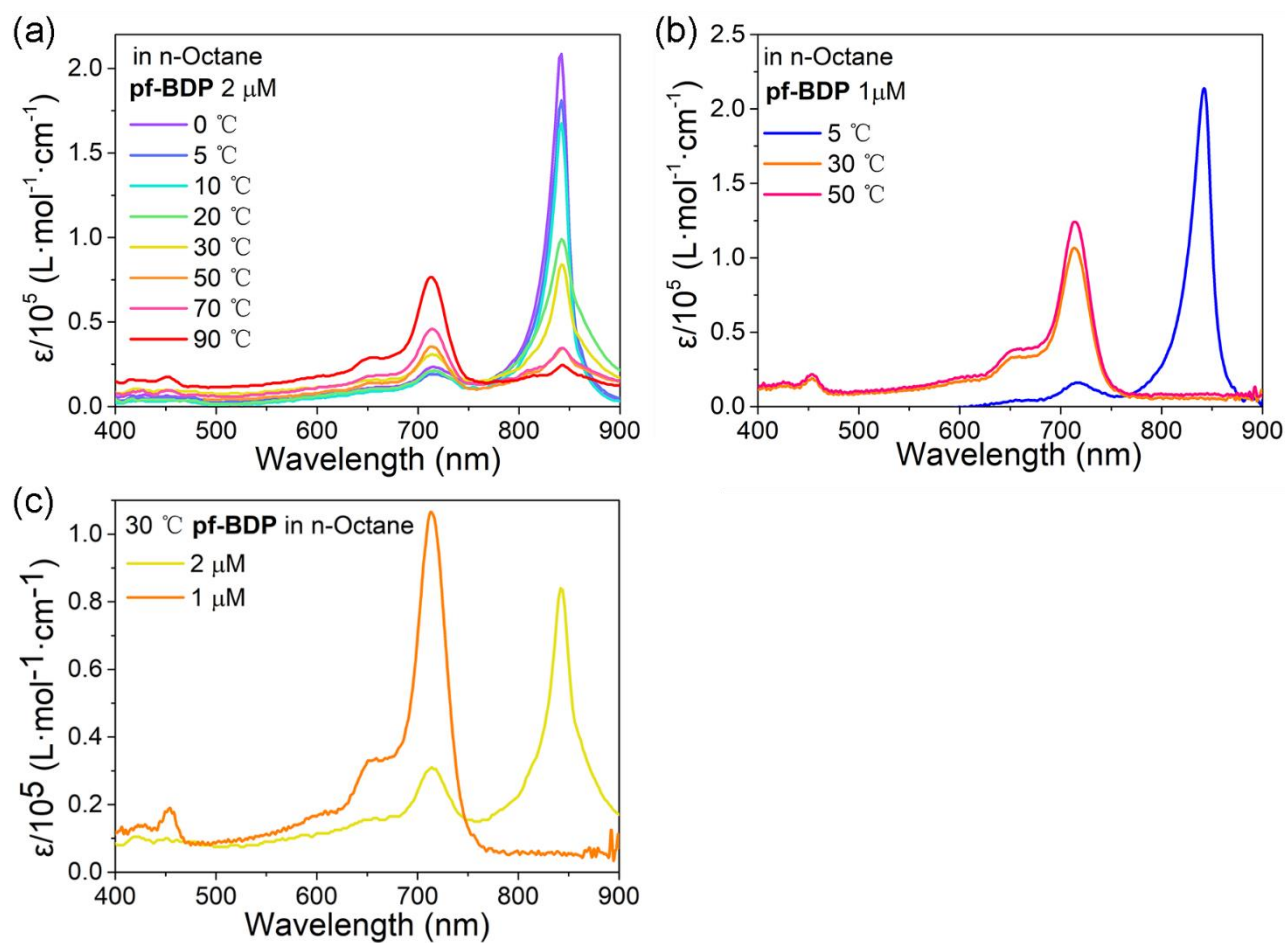 (a)
in n-Octane
pf-BDP 2 μM
0 ℃
5 ℃
10 ℃
20 ℃
30 ℃
50 ℃
70 ℃
90 ℃
ε/10⁵ (L·mol⁻¹·cm⁻¹)
2.0
1.5
1.0
0.5
0.0
400 500 600 700 800 900
Wavelength (nm)
(b)
in n-Octane
pf-BDP 1μM
5 ℃
30 ℃
50 ℃
ε/10⁵ (L·mol⁻¹·cm⁻¹)
2.5
2.0
1.5
1.0
0.5
0.0
400 500 600 700 800 900
Wavelength (nm)
(c)
30 ℃ pf-BDP in n-Octane
2 μM
1 μM
ε/10⁵ (L·mol⁻¹·cm⁻¹)
1.0
0.8
0.6
0.4
0.2
0.0
400 500 600 700 800 900
Wavelength (nm)